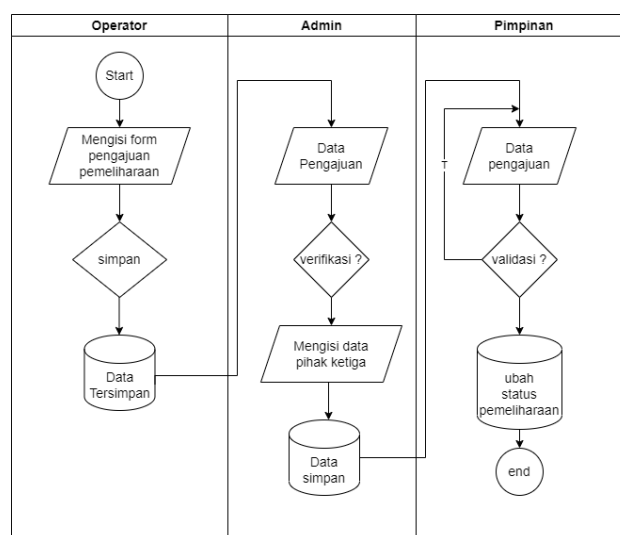 Operator
Admin
Pimpinan
Start
Mengisi form
pengajuan
pemeliharaan
simpan
Data
Tersimpan
Data
Pengajuan
verifikasi ?
Mengisi data
pihak ketiga
Data
simpan
Data
pengajuan
T
validasi ?
ubah
status
pemeliharaan
end